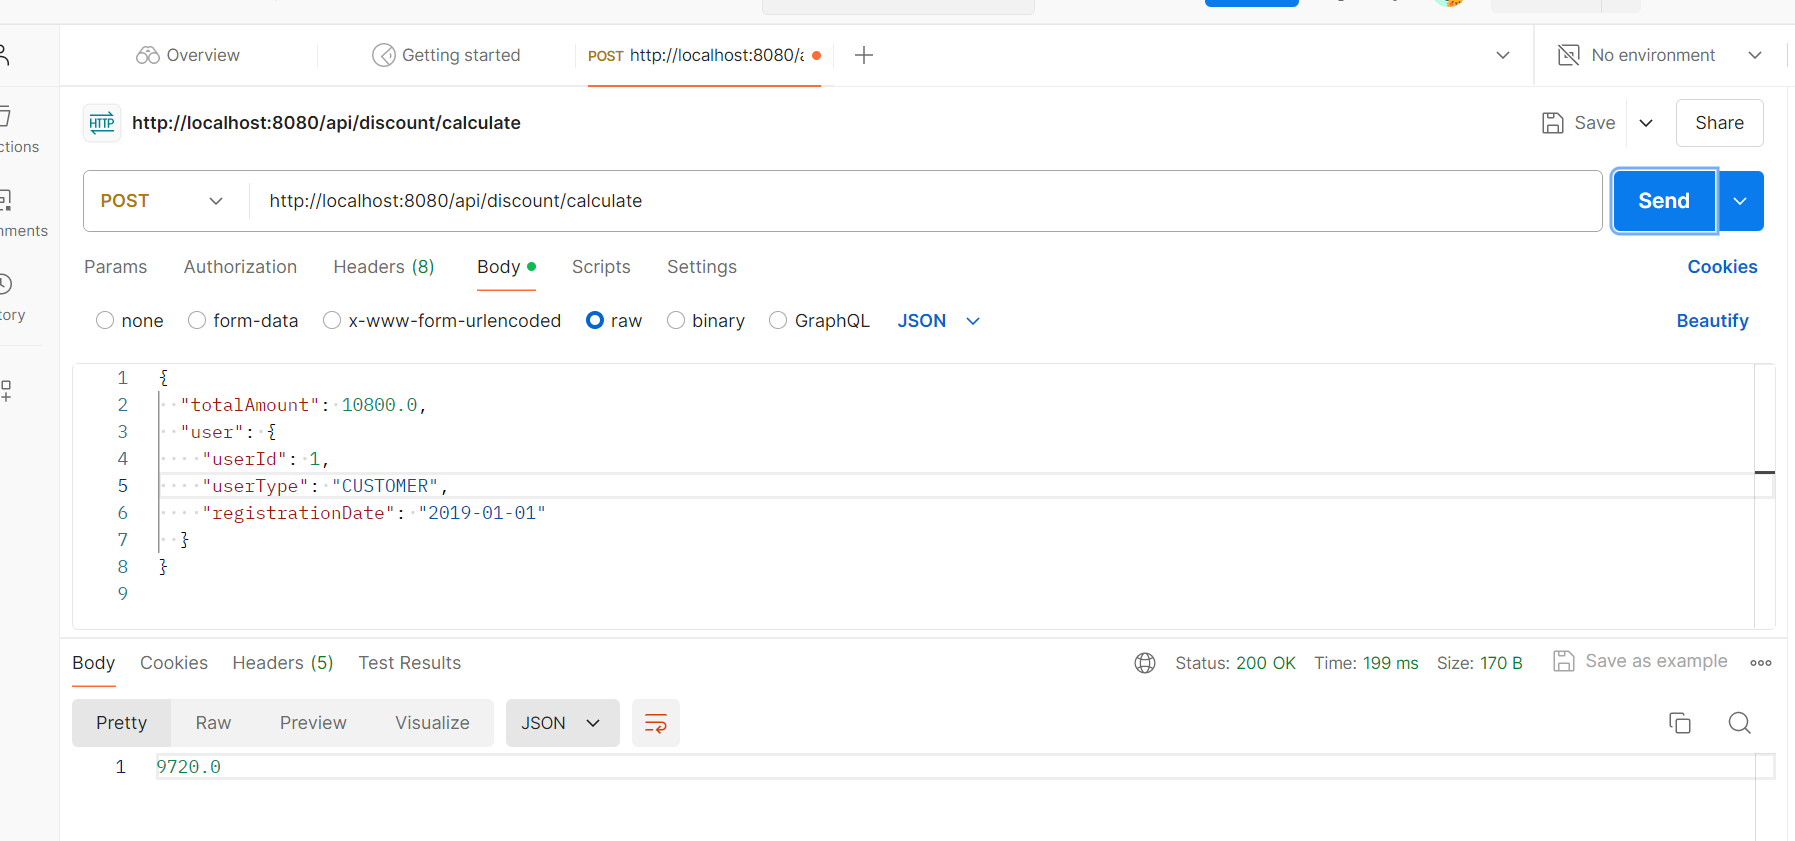 Overview
Getting started
POST http://localhost:8080/a
No environment
HTTP http://localhost:8080/api/discount/calculate
Save
Share
POST
http://localhost:8080/api/discount/calculate
Send
Params Authorization Headers (8) Body Scripts Settings
Cookies
none form-data x-www-form-urlencoded raw binary GraphQL JSON
Beautify
1 {
2 "totalAmount": 10800.0,
3 "user": {
4 "userId": 1,
5 "userType": "CUSTOMER",
6 "registrationDate": "2019-01-01"
7 }
8 }
9
Body Cookies Headers (5) Test Results
Status: 200 OK Time: 199 ms Size: 170 B
Save as example
Pretty Raw Preview Visualize JSON
1 9720.0